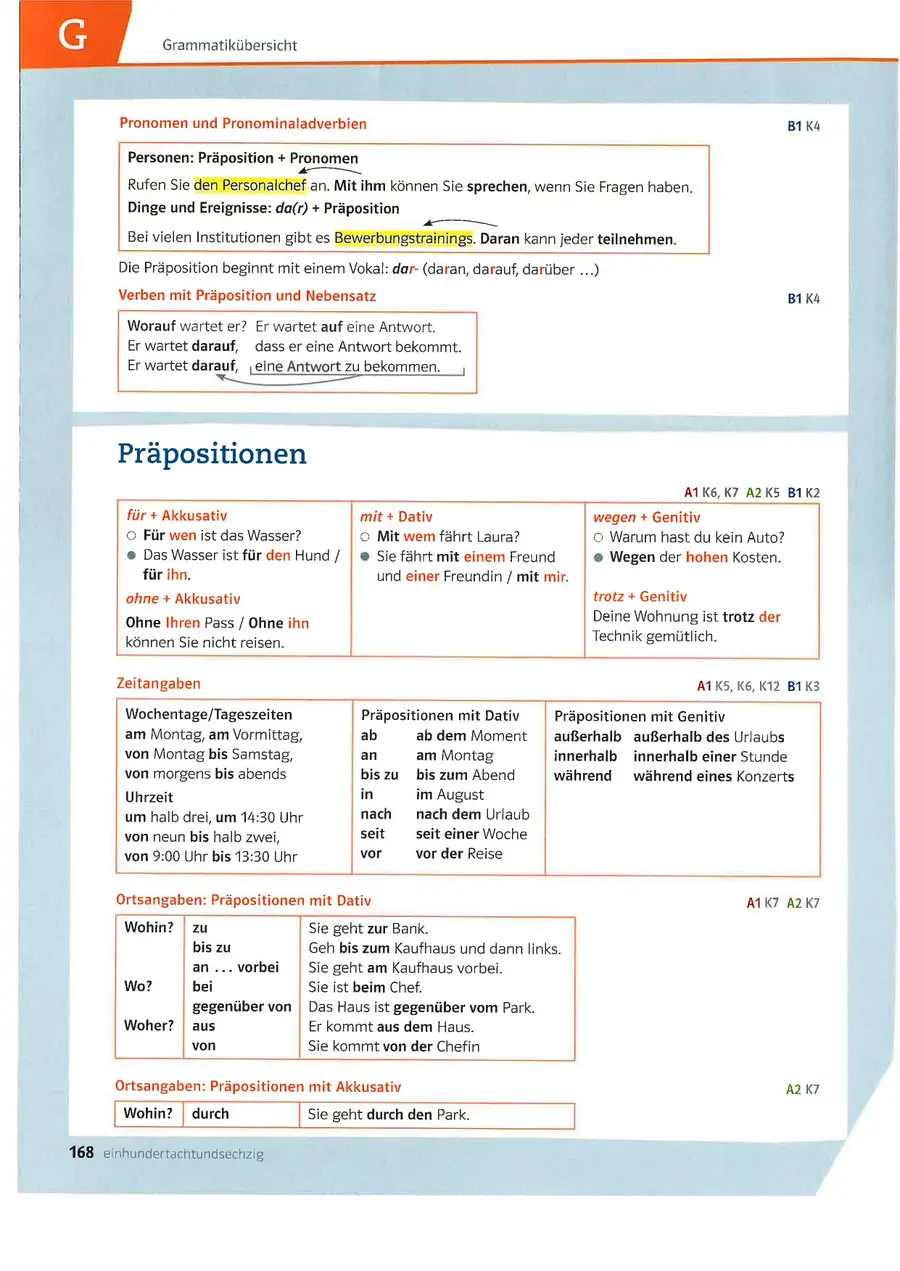 G
Grammatikübersicht
Pronomen und Pronominaladverbien
B1 K4
Personen: Präposition + Pronomen
Rufen Sie den Personalchef an. Mit ihm können Sie sprechen, wenn Sie Fragen haben.
Dinge und Ereignisse: da(r) + Präposition
Bei vielen Institutionen gibt es Bewerbungstrainings. Daran kann jeder teilnehmen.
Die Präposition beginnt mit einem Vokal: dar- (daran, darauf, darüber ...)
Verben mit Präposition und Nebensatz
B1 K4
Worauf wartet er? Er wartet auf eine Antwort.
Er wartet darauf, dass er eine Antwort bekommt.
Er wartet darauf, eine Antwort zu bekommen.
Präpositionen
A1 K6, K7 A2 K5 B1 K2
für + Akkusativ
○ Für wen ist das Wasser?
● Das Wasser ist für den Hund /
für ihn.
ohne + Akkusativ
Ohne Ihren Pass / Ohne ihn
können Sie nicht reisen.
mit + Dativ
○ Mit wem fährt Laura?
● Sie fährt mit einem Freund
und einer Freundin / mit mir.
wegen + Genitiv
○ Warum hast du kein Auto?
● Wegen der hohen Kosten.
trotz + Genitiv
Deine Wohnung ist trotz der
Technik gemütlich.
Zeitangaben
A1 K5, K6, K12 B1 K3
Wochentage/Tageszeiten
am Montag, am Vormittag,
von Montag bis Samstag,
von morgens bis abends
Uhrzeit
um halb drei, um 14:30 Uhr
von neun bis halb zwei,
von 9:00 Uhr bis 13:30 Uhr
Präpositionen mit Dativ
ab ab dem Moment
an am Montag
bis zu bis zum Abend
in im August
nach nach dem Urlaub
seit seit einer Woche
vor vor der Reise
Präpositionen mit Genitiv
außerhalb außerhalb des Urlaubs
innerhalb innerhalb einer Stunde
während während eines Konzerts
Ortsangaben: Präpositionen mit Dativ
A1 K7 A2 K7
Wohin? zu Sie geht zur Bank.
bis zu Geh bis zum Kaufhaus und dann links.
an ... vorbei Sie geht am Kaufhaus vorbei.
Wo? bei Sie ist beim Chef.
gegenüber von Das Haus ist gegenüber vom Park.
Woher? aus Er kommt aus dem Haus.
von Sie kommt von der Chefin
Ortsangaben: Präpositionen mit Akkusativ
A2 K7
Wohin? durch Sie geht durch den Park.
168 einhundertachtundsechzig